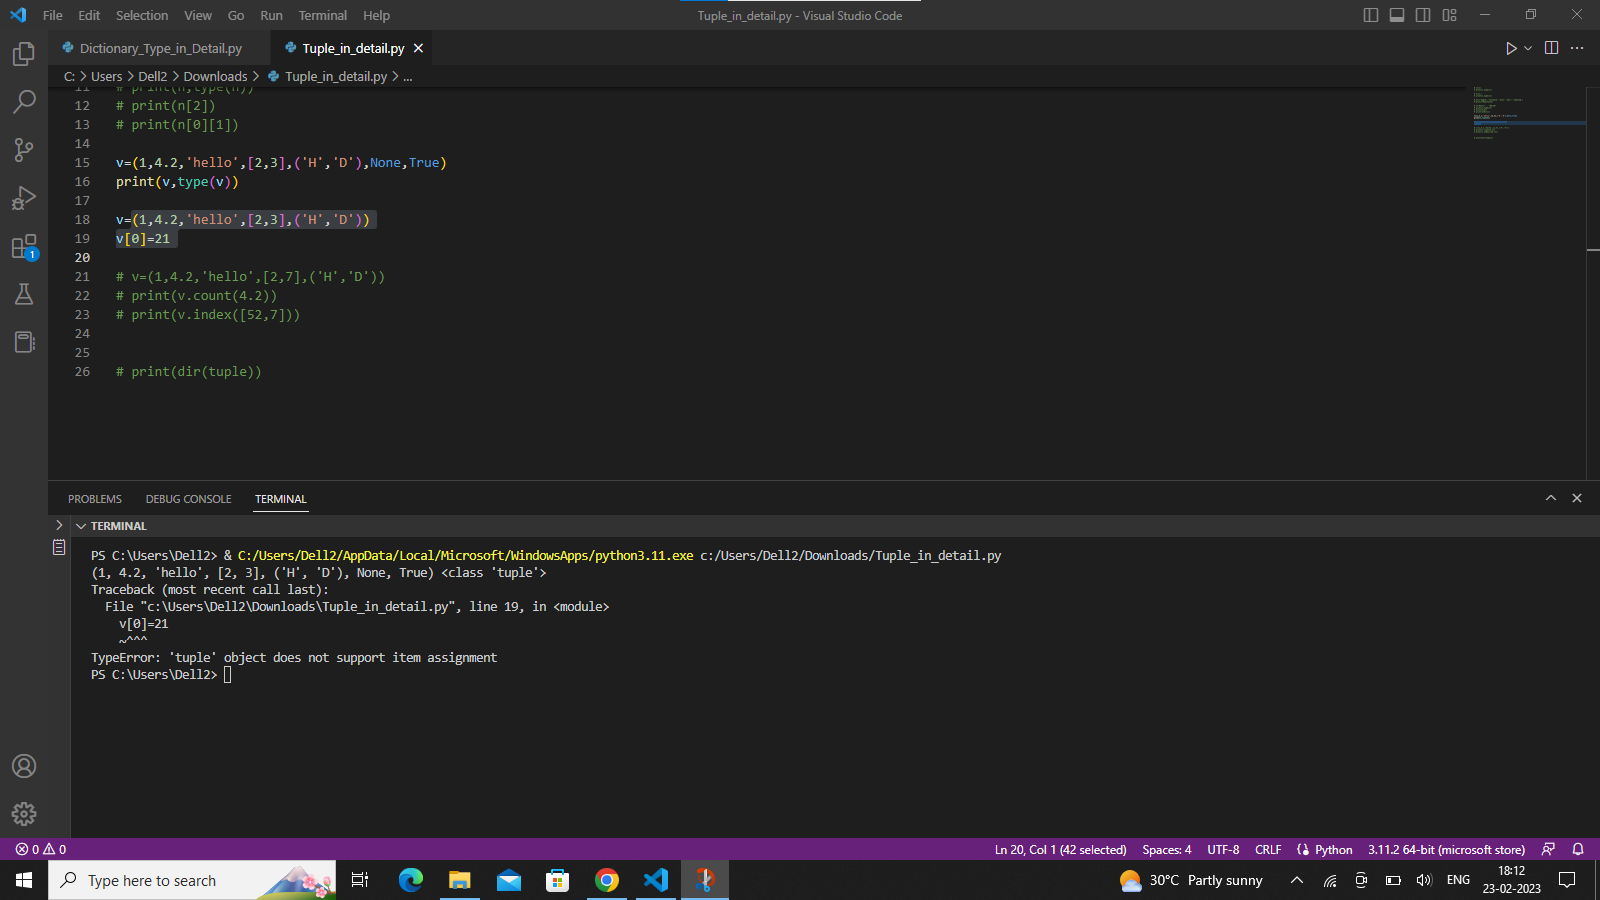 File Edit Selection View Go Run Terminal Help
Tuple_in_detail.py - Visual Studio Code
Dictionary_Type_in_Detail.py
Tuple_in_detail.py
C: > Users > Dell2 > Downloads > Tuple_in_detail.py > ...
11 # print(n,type(n))
12 # print(n[2])
13 # print(n[0][1])
14
15 v=(1,4.2,'hello',[2,3],('H','D'),None,True)
16 print(v,type(v))
17
18 v=(1,4.2,'hello',[2,3],('H','D'))
19 v[0]=21
20
21 # v=(1,4.2,'hello',[2,7],('H','D'))
22 # print(v.count(4.2))
23 # print(v.index([52,7]))
24
25
26 # print(dir(tuple))
1
PROBLEMS DEBUG CONSOLE TERMINAL
TERMINAL
PS C:\Users\Dell2> & C:/Users/Dell2/AppData/Local/Microsoft/WindowsApps/python3.11.exe c:/Users/Dell2/Downloads/Tuple_in_detail.py
(1, 4.2, 'hello', [2, 3], ('H', 'D'), None, True) <class 'tuple'>
Traceback (most recent call last):
  File "c:\Users\Dell2\Downloads\Tuple_in_detail.py", line 19, in <module>
    v[0]=21
    ~^^^
TypeError: 'tuple' object does not support item assignment
PS C:\Users\Dell2>
0 0
Ln 20, Col 1 (42 selected) Spaces: 4 UTF-8 CRLF Python 3.11.2 64-bit (microsoft store)
Type here to search
30°C Partly sunny
ENG
18:12
23-02-2023